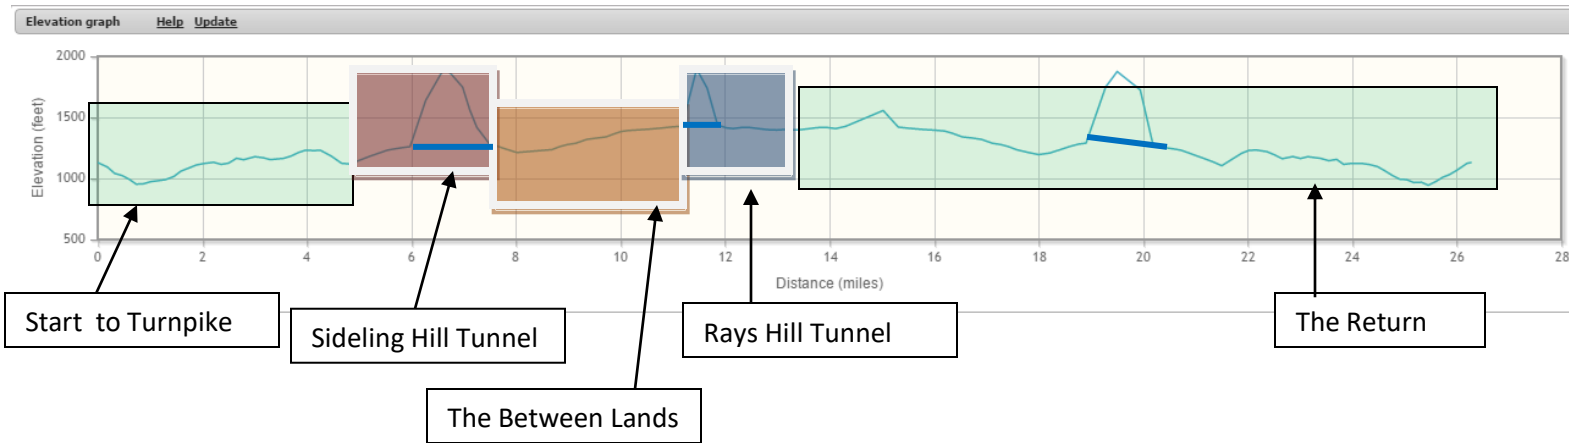 Elevation graph Help Update
2000
1500
1000
500
Elevation (feet)
0 2 4 6 8 10 12 14 16 18 20 22 24 26 28
Distance (miles)
Start to Turnpike
Sideling Hill Tunnel
Rays Hill Tunnel
The Return
The Between Lands